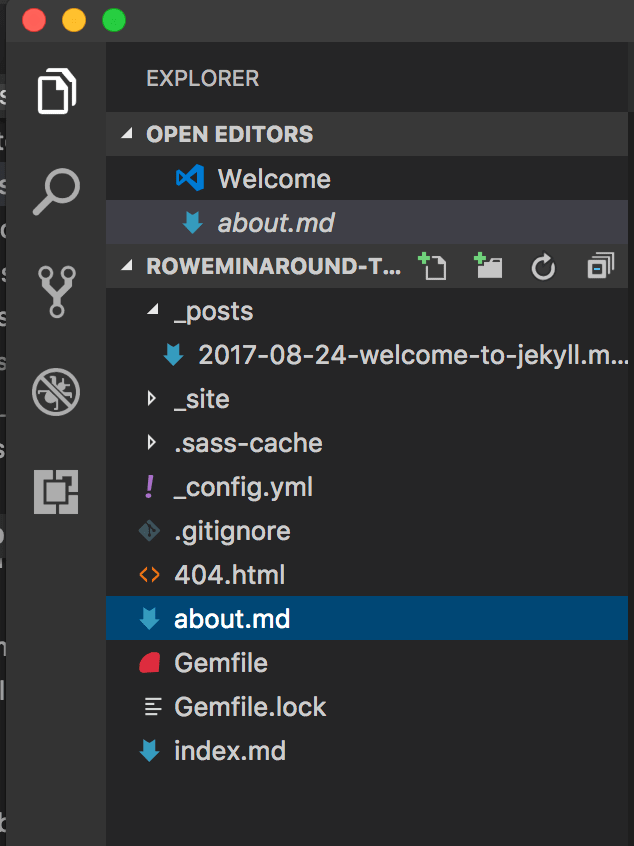 EXPLORER
OPEN EDITORS
Welcome
about.md
ROWEMINAROUND-T...
_posts
2017-08-24-welcome-to-jekyll.m...
_site
.sass-cache
_config.yml
.gitignore
404.html
about.md
Gemfile
Gemfile.lock
index.md